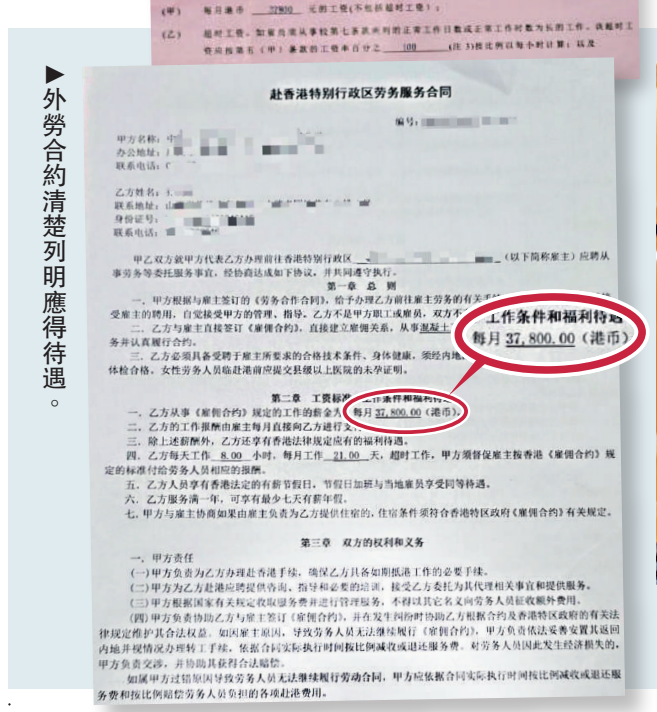 (甲) 每月港币 37800 元的工资(不包括超时工资)；
(乙) 超时工资。如雇员须从事较第七条款所列的正常工作日数或正常工作时数为长的工作，该超时工
资应按第五（甲）条款的工资率百分之 100 (注 3)按比例以每小时计算；以及
▶外勞合約清楚列明應得待遇。
赴香港特别行政区劳务服务合同
编号：
甲方名称：中
办公地址：
联系电话：
乙方姓名：
联系地址：山
身份证号：
联系电话：
甲乙双方就甲方代表乙方办理前往香港特别行政区 （以下简称雇主）应聘从
事劳务等委托服务事宜，经协商达成如下协议，并共同遵守执行。
第一章 总 则
一、甲方根据与雇主签订的《劳务合作合同》，给予办理乙方前往雇主劳务的有关手
受雇主的聘用，自觉接受甲方的管理、指导。乙方不是甲方职工或雇员，双方不
二、乙方与雇主直接签订《雇佣合约》，直接建立雇佣关系，从事混凝土
务并认真履行合约。
三、乙方必须具备受聘于雇主所要求的合格技术条件、身体健康，须经内地
体检合格。女性劳务人员临赴港前应提交县级以上医院的未孕证明。
工作条件和福利待遇
每月 37,800.00（港币）
第二章 工资标准 工作条件和福利待遇
一、乙方从事《雇佣合约》规定的工作的薪金为 每月 37,800.00（港币）。
二、乙方的工作报酬由雇主每月直接向乙方进行支
三、除上述薪酬外，乙方还享有香港法律规定应有的福利待遇。
四、乙方每天工作 8.00 小时，每月工作 21.00 天，超时工作，甲方须督促雇主按香港《雇佣合约》规
定的标准付给劳务人员相应的报酬。
五、乙方人员享有香港法定的有薪节假日，节假日加班与当地雇员享受同等待遇。
六、乙方服务满一年，可享有最少七天有薪年假。
七、甲方与雇主协商如果由雇主负责为乙方提供住宿的，住宿条件须符合香港特区政府《雇佣合约》有关规定。
第三章 双方的权利和义务
一、甲方责任
(一)甲方负责为乙方办理赴香港手续，确保乙方具备如期抵港工作的必要手续。
(二)甲方为乙方赴港应聘提供咨询、指导和必要的培训，接受乙方委托为其代理相关事宜和提供服务。
(三)甲方根据国家有关规定收取服务费并进行管理服务，不得以其它名义向劳务人员征收额外费用。
(四)甲方负责协助乙方与雇主签订《雇佣合约》，并在发生纠纷时协助乙方根据合约及香港特区政府的有关法
律规定维护其合法权益。如因雇主原因，导致劳务人员无法继续履行《雇佣合约》，甲方负责依法妥善安置其返回
内地并视情况办理转工手续，依据合同实际执行时间按比例减收或退还服务费。对劳务人员因此发生经济损失的，
甲方负责交涉，并协助其获得合法赔偿。
如属甲方过错原因导致劳务人员无法继续履行劳动合同，甲方应依据合同实际执行时间按比例减收或退还服
务费和按比例赔偿劳务人员负担的各项赴港费用。